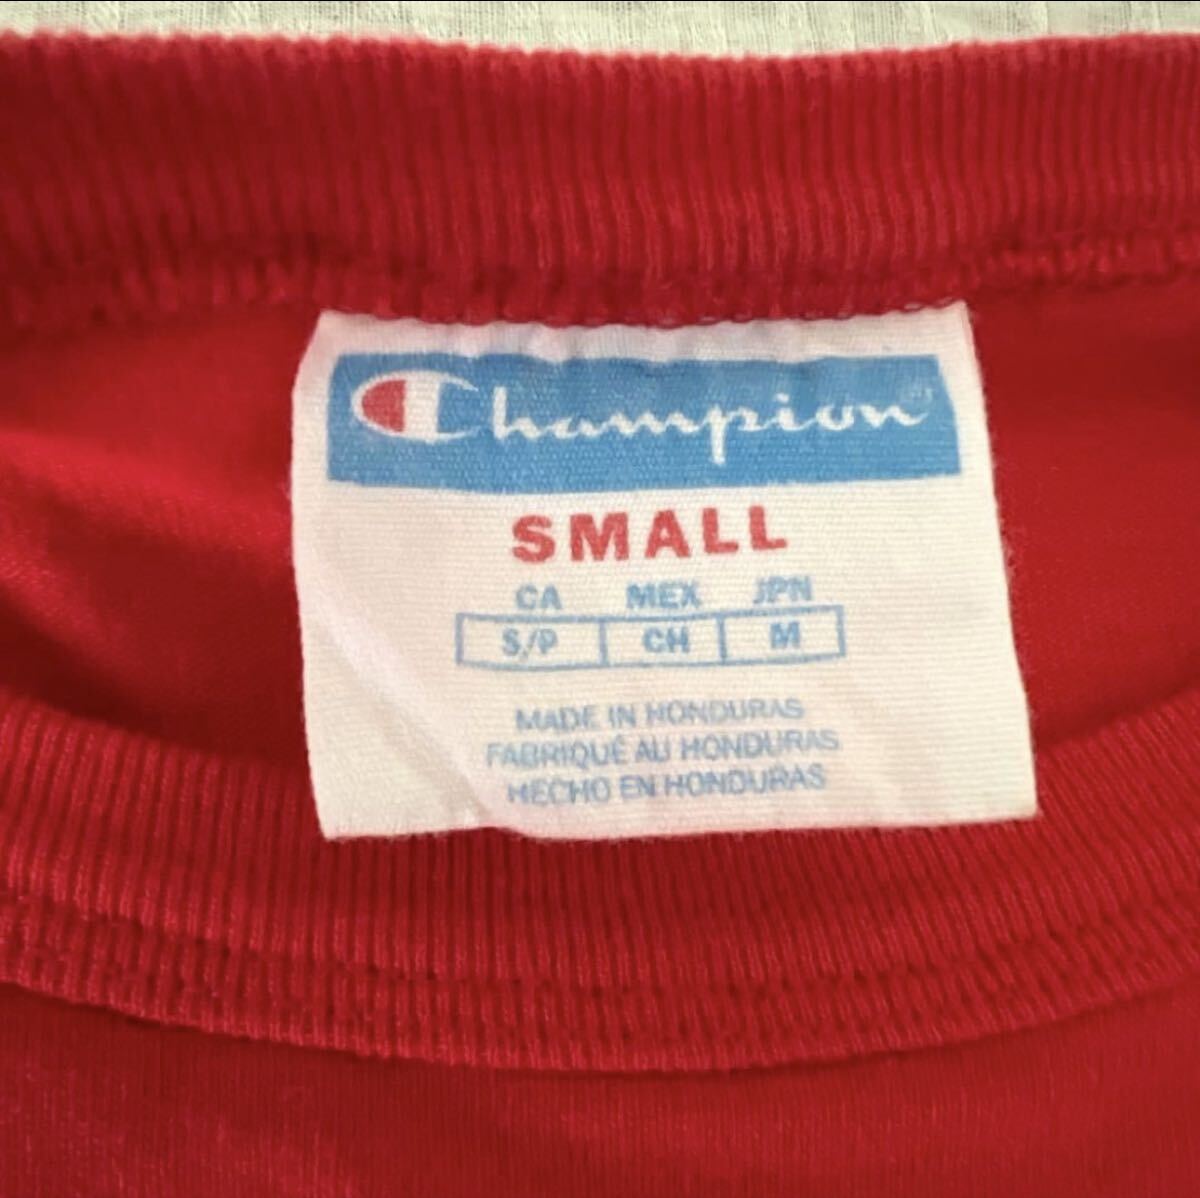 Champion®
SMALL
CA MEX JPN
S/P CH M
MADE IN HONDURAS
FABRIQUÉ AU HONDURAS
HECHO EN HONDURAS